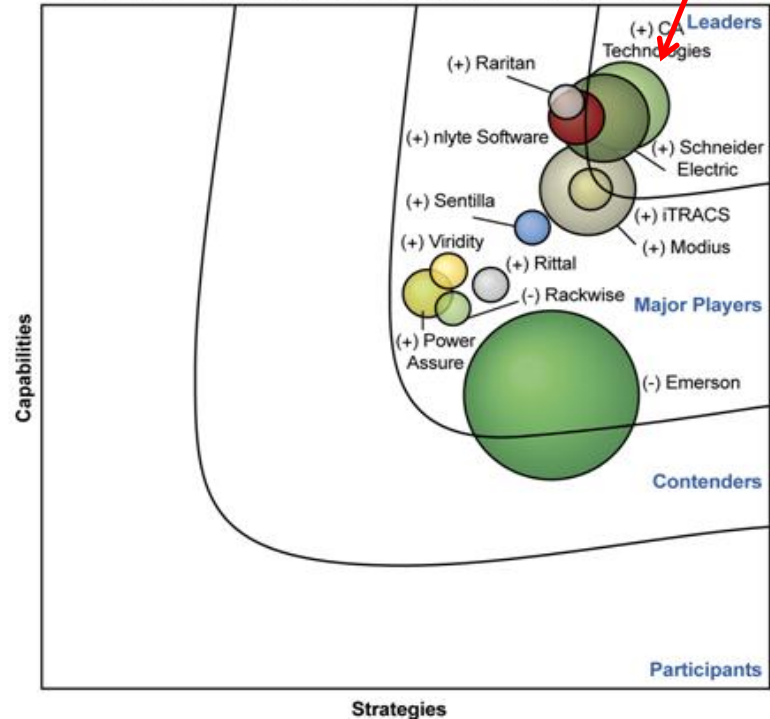 Leaders
(+) CA
Technologies
(+) Raritan
(+) nlyte Software
(+) Schneider
Electric
(+) Sentilla
(+) iTRACS
(+) Viridity
(+) Modius
(+) Rittal
(-) Rackwise
Major Players
(+) Power
Assure
(-) Emerson
Capabilities
Contenders
Participants
Strategies